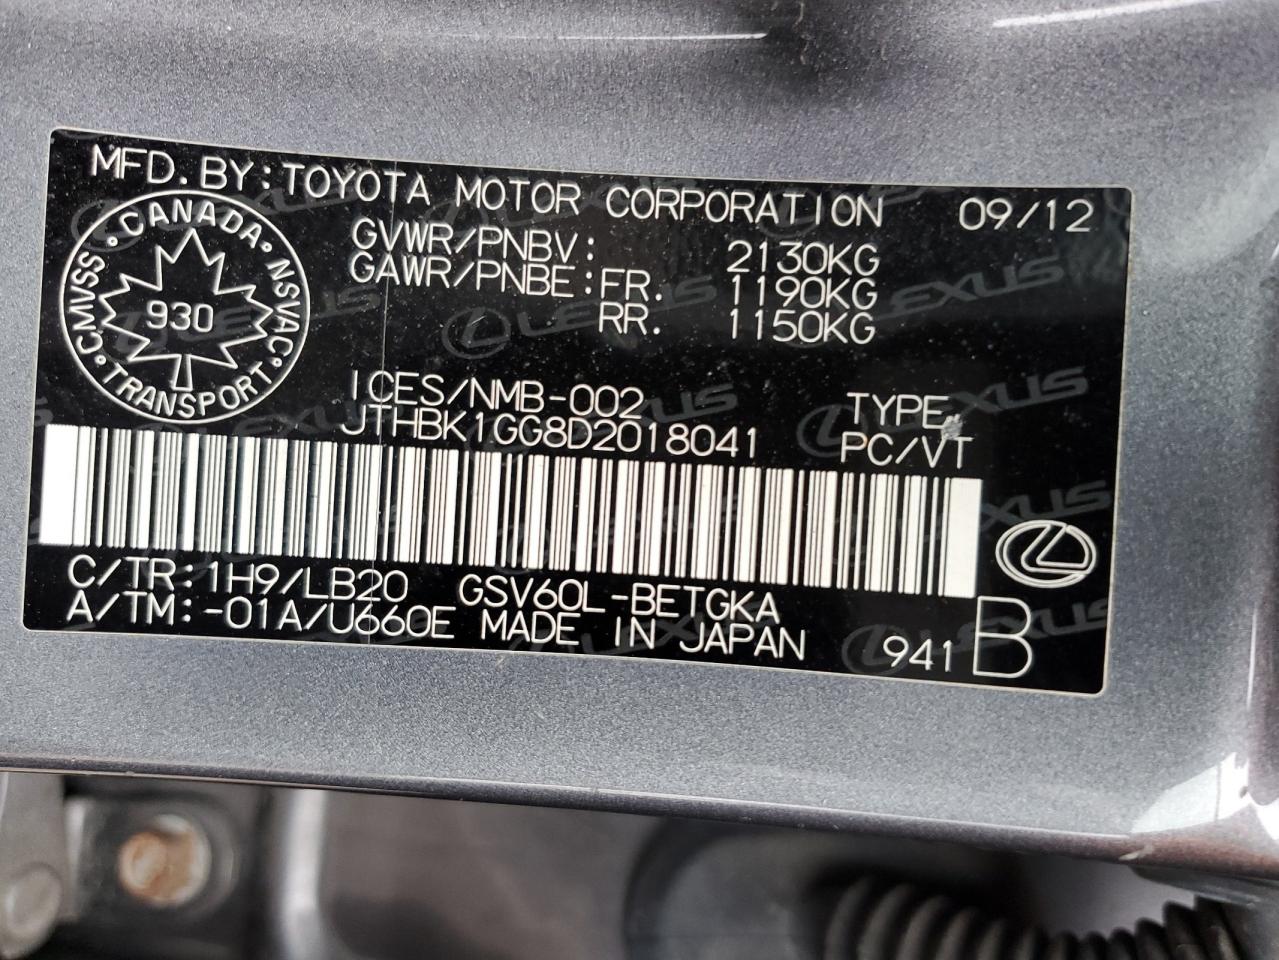 MFD. BY: TOYOTA MOTOR CORPORATION 09/12
GVWR/PNBV: 2130KG
GAWR/PNBE: FR. 1190KG
RR. 1150KG
CANADA · NSVAC · TRANSPORT · CMVSS ·
930
ICES/NMB-002
JTHBK1GG8D2018041
TYPE
PC/VT
C/TR: 1H9/LB20 GSV60L-BETGKA
A/TM: -01A/U660E MADE IN JAPAN
941 B
LEXUS